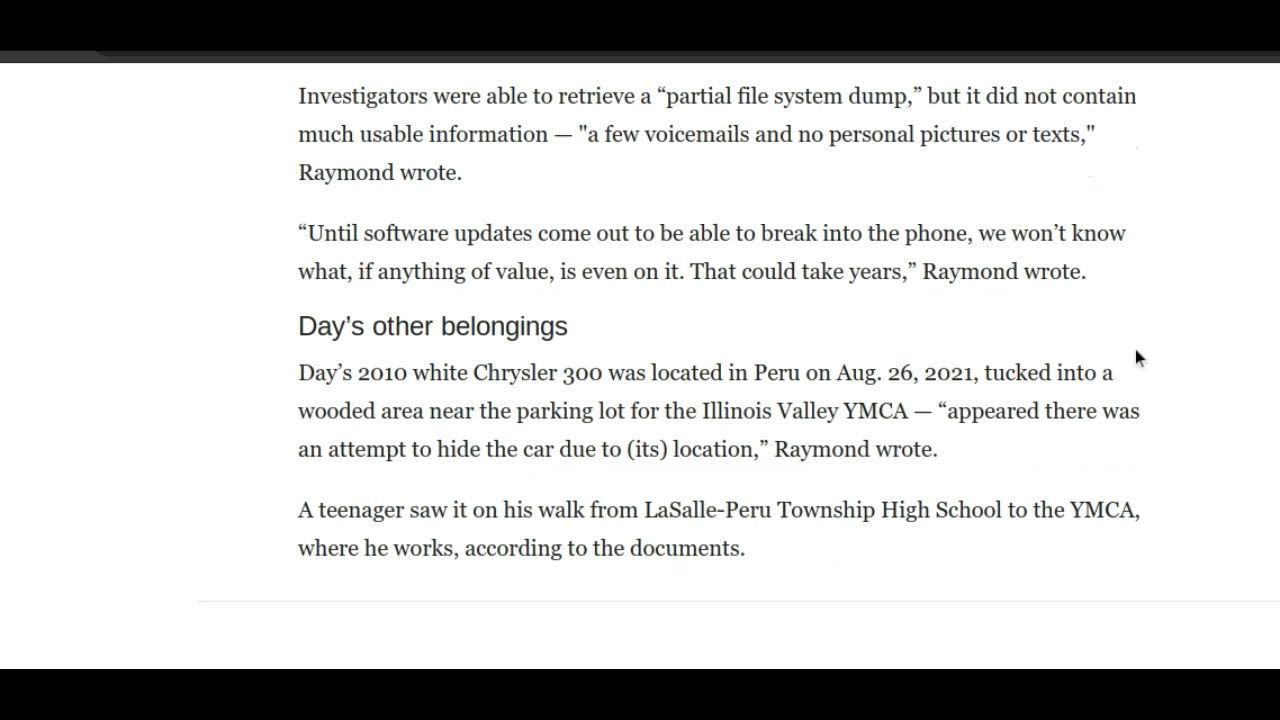 Investigators were able to retrieve a “partial file system dump,” but it did not contain
much usable information — "a few voicemails and no personal pictures or texts,"
Raymond wrote.
“Until software updates come out to be able to break into the phone, we won’t know
what, if anything of value, is even on it. That could take years,” Raymond wrote.
Day’s other belongings
Day’s 2010 white Chrysler 300 was located in Peru on Aug. 26, 2021, tucked into a
wooded area near the parking lot for the Illinois Valley YMCA — “appeared there was
an attempt to hide the car due to (its) location,” Raymond wrote.
A teenager saw it on his walk from LaSalle-Peru Township High School to the YMCA,
where he works, according to the documents.